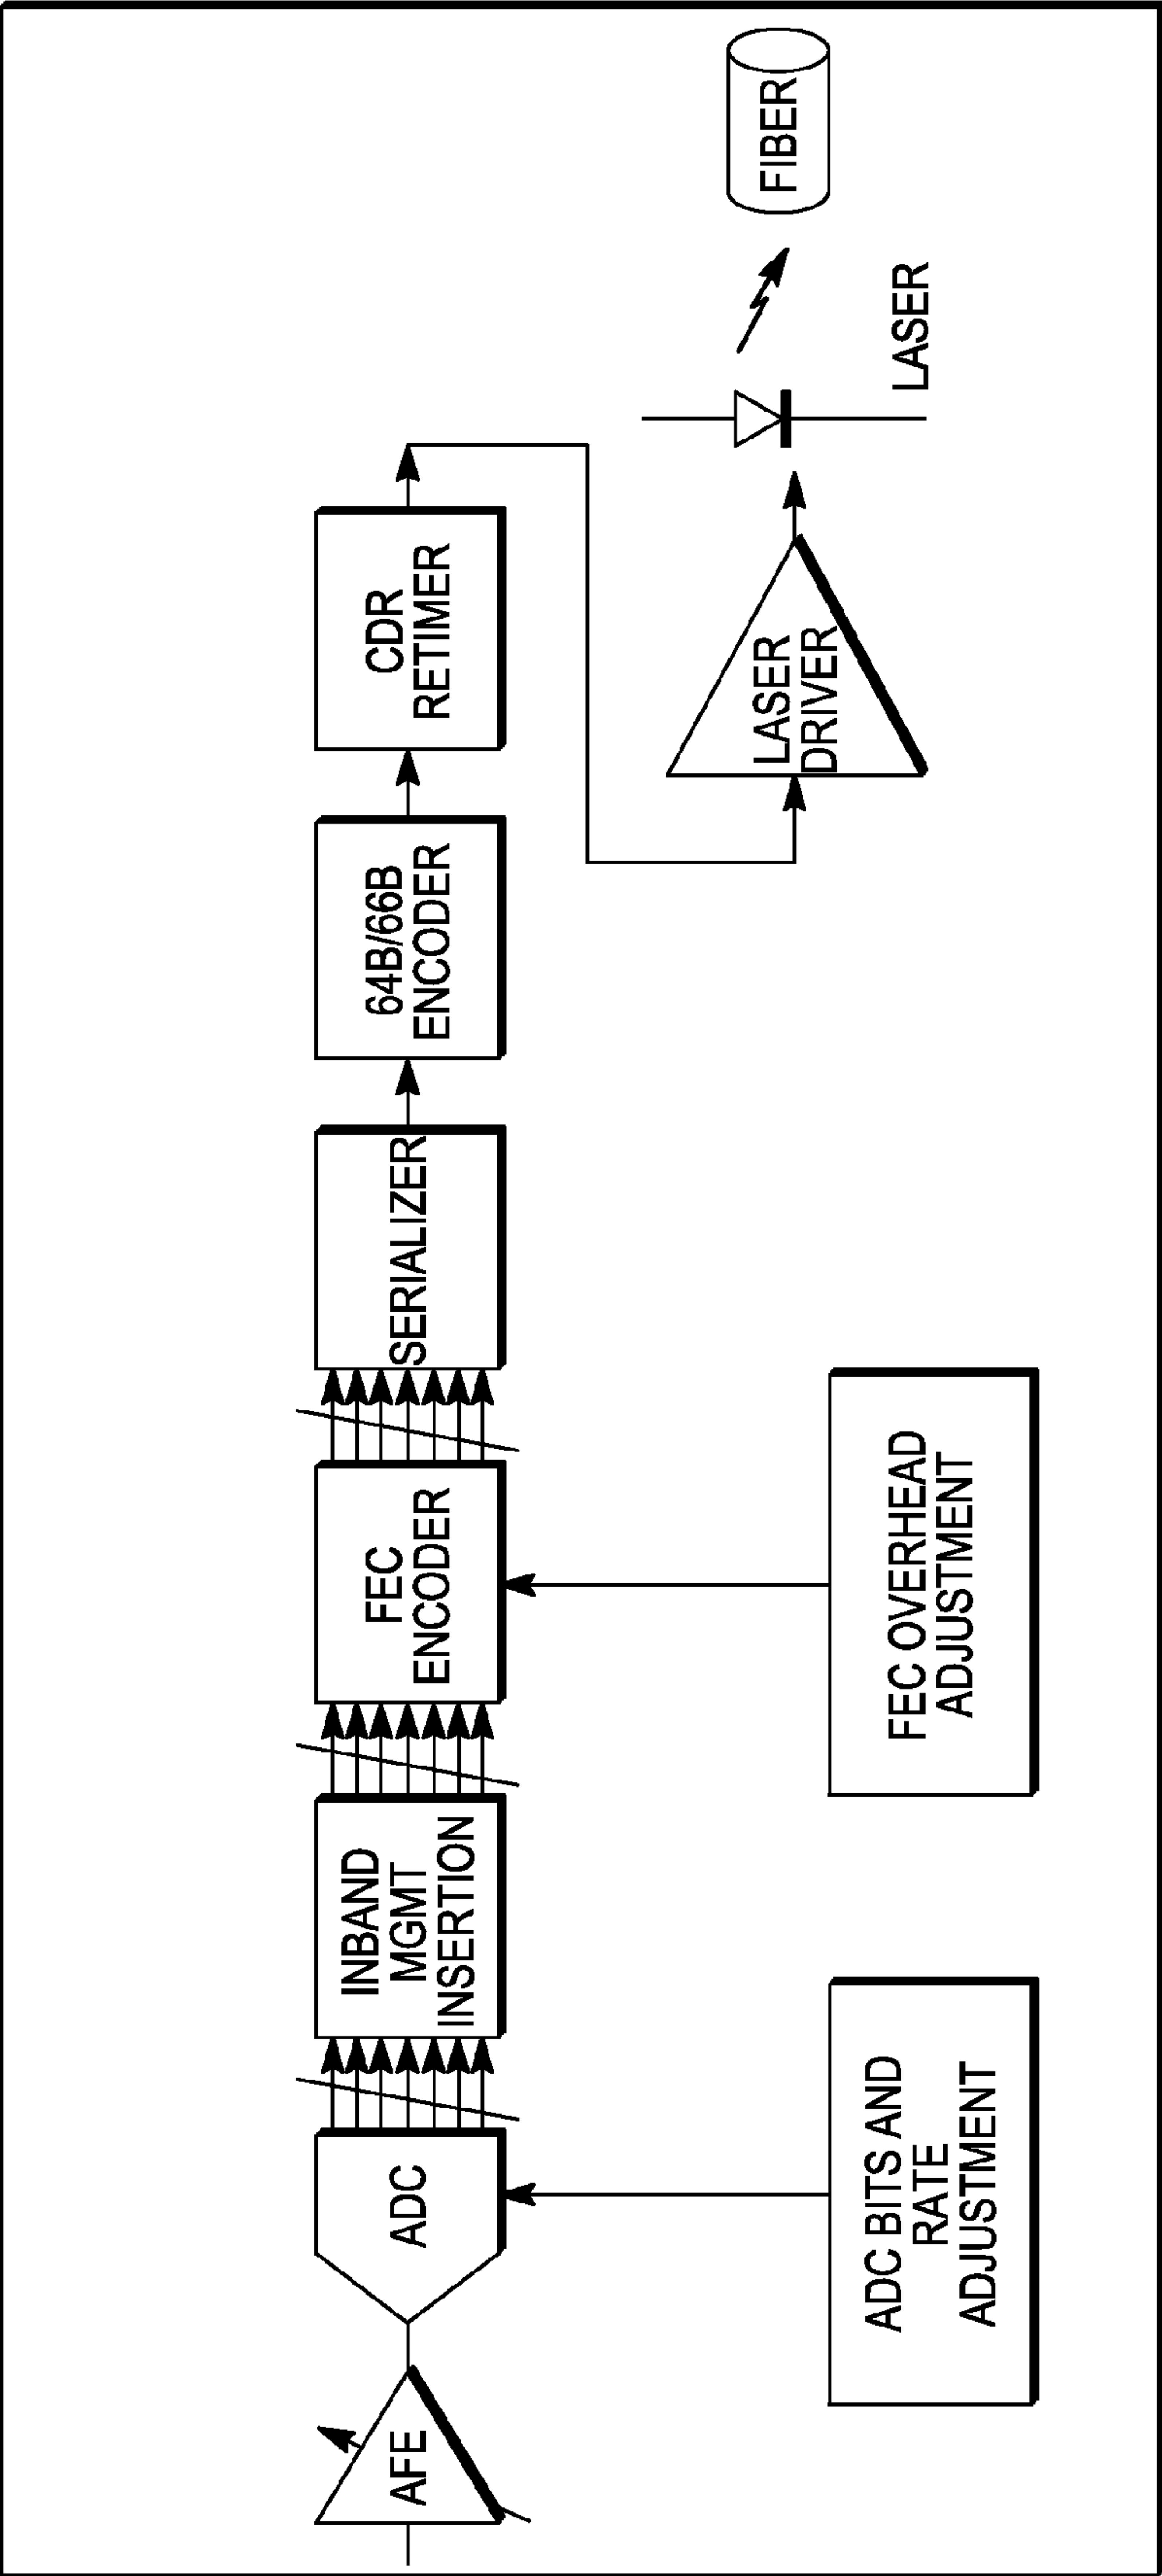 AFE
ADC
INBAND
MGMT
INSERTION
FEC
ENCODER
SERIALIZER
64B/66B
ENCODER
CDR
RETIMER
ADC BITS AND
RATE
ADJUSTMENT
FEC OVERHEAD
ADJUSTMENT
LASER
DRIVER
LASER
FIBER